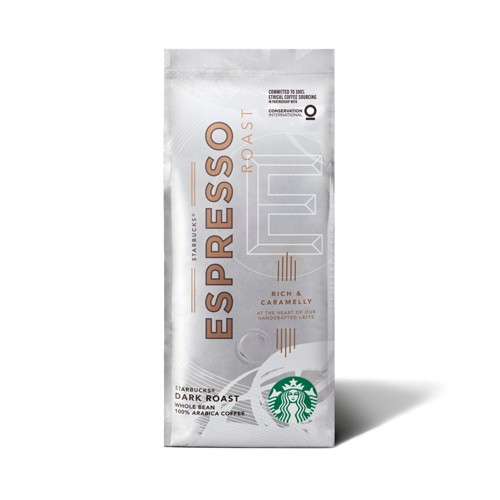 COMMITTED TO 100%
ETHICAL COFFEE SOURCING
IN PARTNERSHIP WITH
CONSERVATION
INTERNATIONAL
STARBUCKS®
ESPRESSO
ROAST
E
RICH &
CARAMELLY
AT THE HEART OF OUR
HANDCRAFTED LATTE
STARBUCKS®
DARK ROAST
WHOLE BEAN
100% ARABICA COFFEE